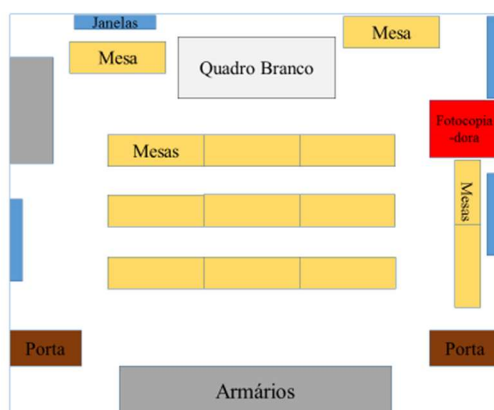 Janelas
Mesa
Mesa
Quadro Branco
Fotocopia
-dora
Mesas
Mesas
Porta
Porta
Armários